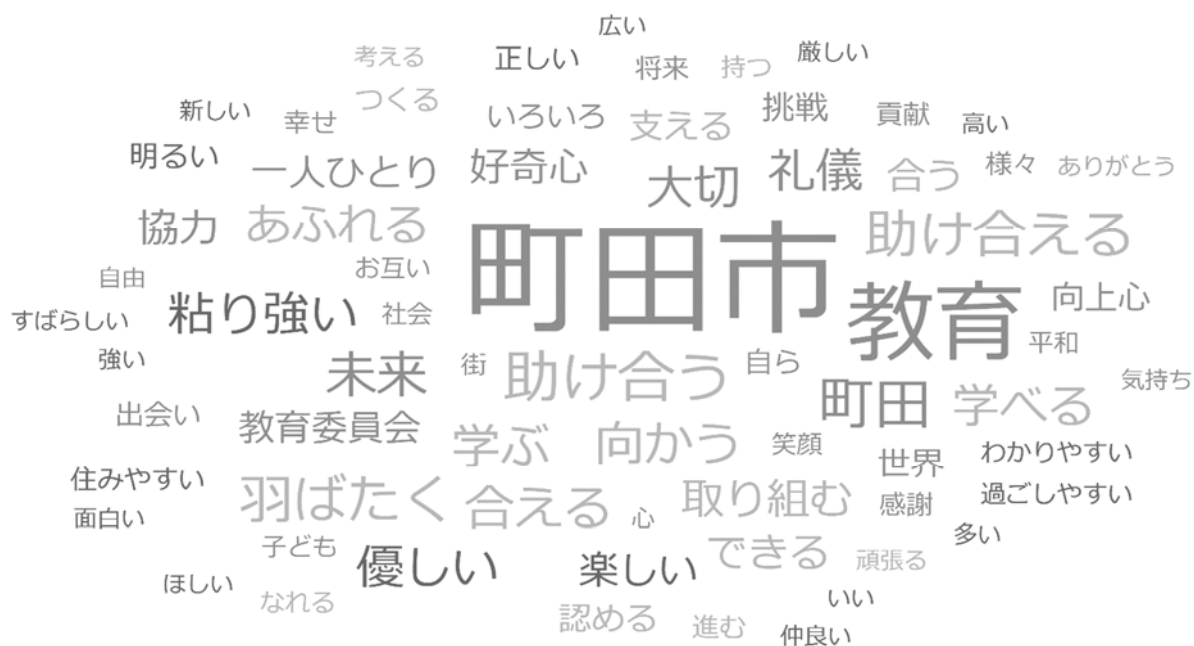 広い
考える
正しい
将来
持つ
厳しい
新しい
幸せ
つくる
いろいろ
支える
挑戦
貢献
高い
明るい
一人ひとり
好奇心
大切
礼儀
合う
様々
ありがとう
協力
あふれる
町田市
助け合える
自由
お互い
教育
向上心
すばらしい
粘り強い
社会
平和
強い
未来
街
助け合う
自ら
町田
学べる
気持ち
出会い
教育委員会
学ぶ
向かう
笑顔
世界
わかりやすい
住みやすい
羽ばたく
合える
取り組む
感謝
過ごしやすい
面白い
心
多い
子ども
優しい
楽しい
できる
頑張る
ほしい
なれる
認める
進む
いい
仲良い